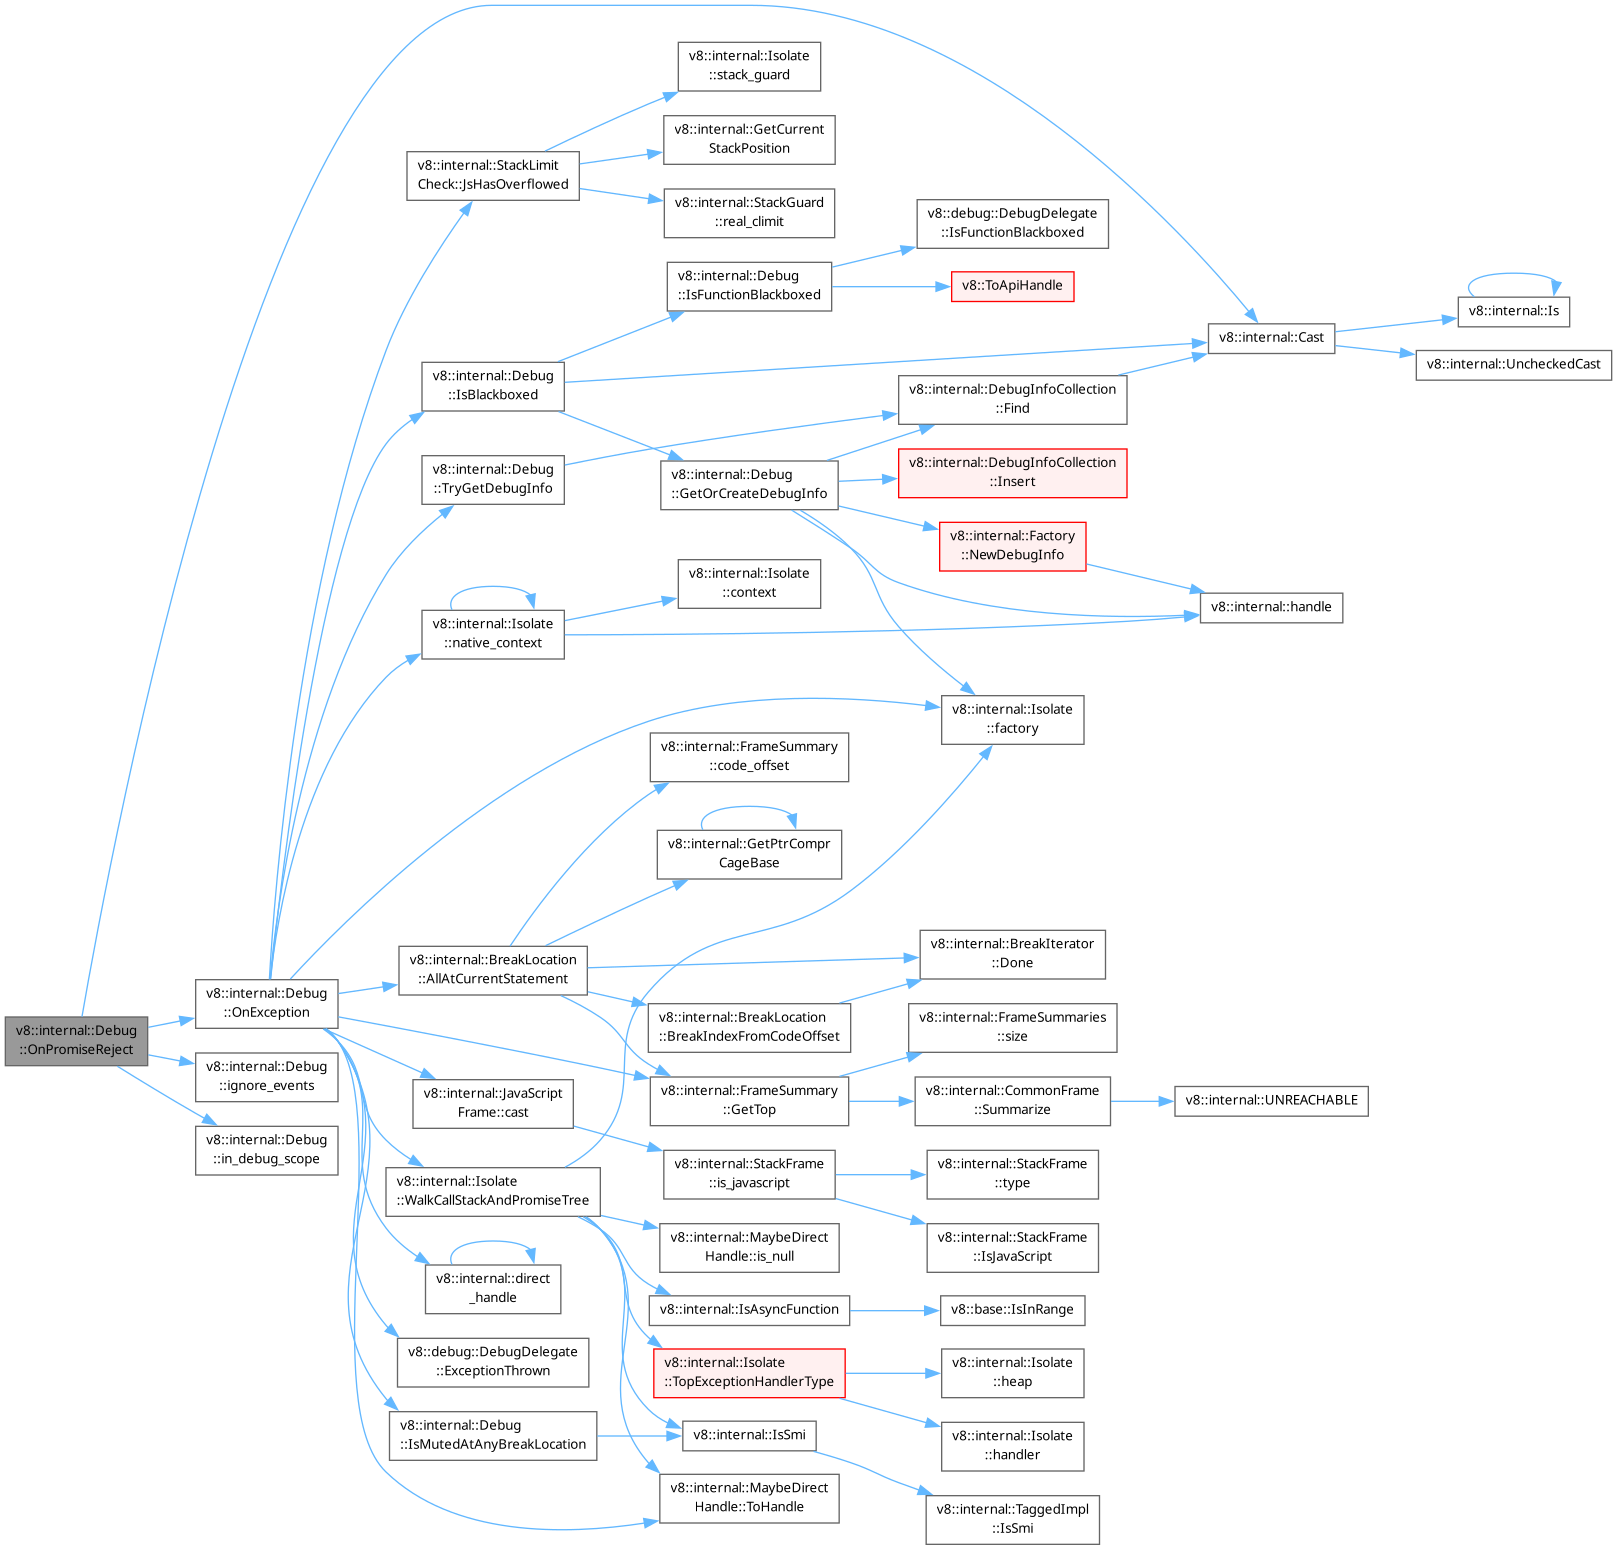 v8::internal::Debug
::OnPromiseReject
v8::internal::Debug
::OnException
v8::internal::Debug
::ignore_events
v8::internal::Debug
::in_debug_scope
v8::internal::StackLimit
Check::JsHasOverflowed
v8::internal::Debug
::IsBlackboxed
v8::internal::Debug
::TryGetDebugInfo
v8::internal::Isolate
::native_context
v8::internal::BreakLocation
::AllAtCurrentStatement
v8::internal::JavaScript
Frame::cast
v8::internal::Isolate
::WalkCallStackAndPromiseTree
v8::internal::direct
_handle
v8::debug::DebugDelegate
::ExceptionThrown
v8::internal::Debug
::IsMutedAtAnyBreakLocation
v8::internal::Isolate
::stack_guard
v8::internal::GetCurrent
StackPosition
v8::internal::StackGuard
::real_climit
v8::internal::Debug
::IsFunctionBlackboxed
v8::internal::Debug
::GetOrCreateDebugInfo
v8::internal::Isolate
::context
v8::internal::FrameSummary
::code_offset
v8::internal::GetPtrCompr
CageBase
v8::internal::BreakLocation
::BreakIndexFromCodeOffset
v8::internal::FrameSummary
::GetTop
v8::internal::StackFrame
::is_javascript
v8::internal::MaybeDirect
Handle::is_null
v8::internal::IsAsyncFunction
v8::internal::Isolate
::TopExceptionHandlerType
v8::internal::IsSmi
v8::internal::MaybeDirect
Handle::ToHandle
v8::debug::DebugDelegate
::IsFunctionBlackboxed
v8::ToApiHandle
v8::internal::DebugInfoCollection
::Find
v8::internal::DebugInfoCollection
::Insert
v8::internal::Factory
::NewDebugInfo
v8::internal::Isolate
::factory
v8::internal::BreakIterator
::Done
v8::internal::FrameSummaries
::size
v8::internal::CommonFrame
::Summarize
v8::internal::StackFrame
::type
v8::internal::StackFrame
::IsJavaScript
v8::base::IsInRange
v8::internal::Isolate
::heap
v8::internal::Isolate
::handler
v8::internal::TaggedImpl
::IsSmi
v8::internal::Cast
v8::internal::handle
v8::internal::UNREACHABLE
v8::internal::Is
v8::internal::UncheckedCast